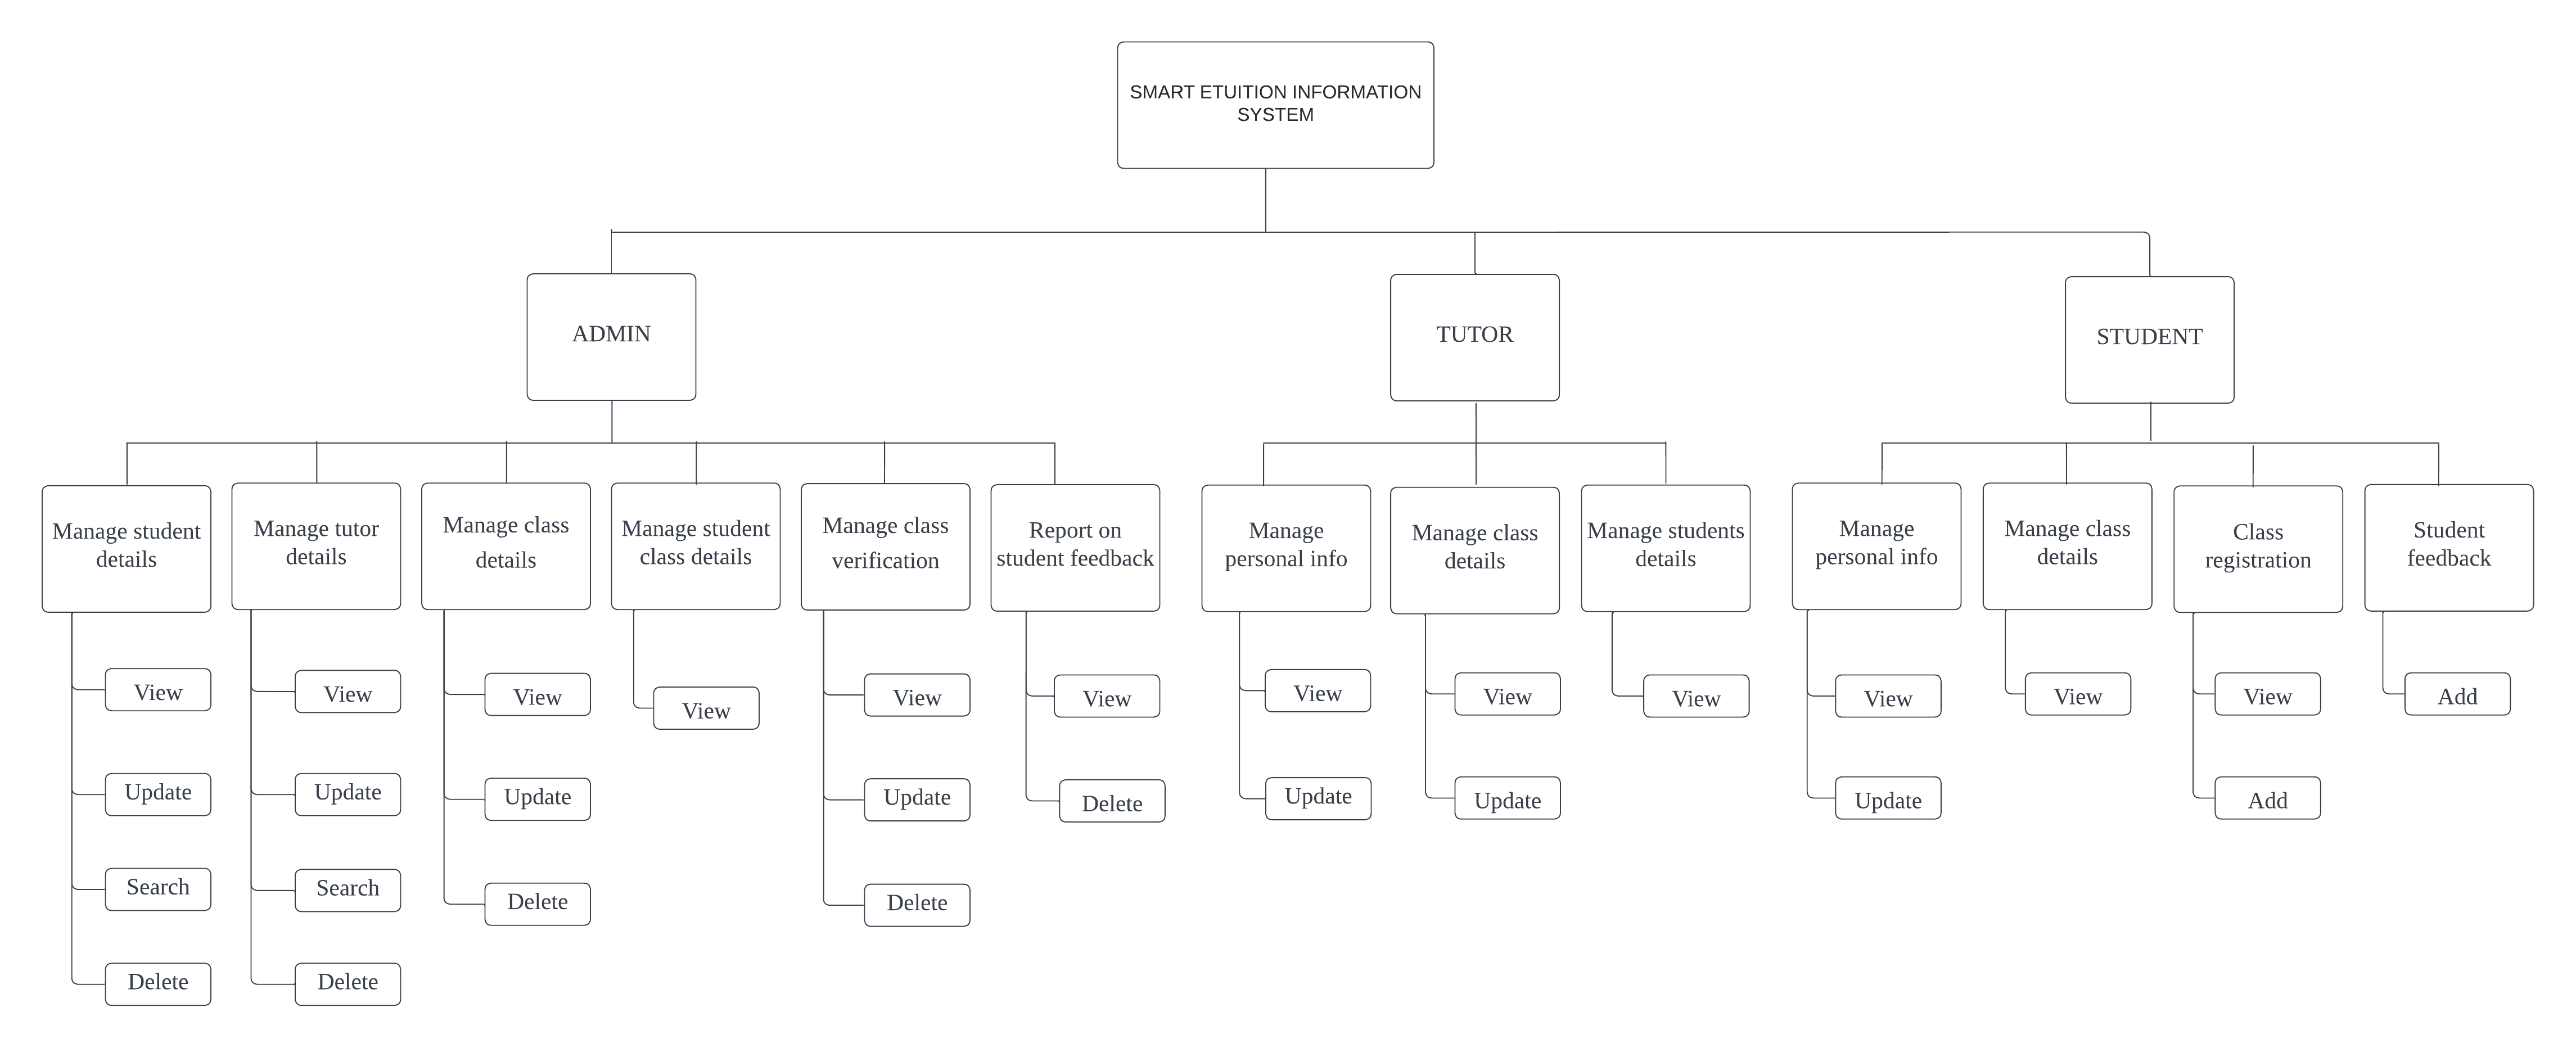 SMART ETUITION INFORMATION
SYSTEM
ADMIN
TUTOR
STUDENT
Manage student
details
Manage tutor
details
Manage class
details
Manage student
class details
Manage class
verification
Report on
student feedback
Manage
personal info
Manage class
details
Manage students
details
Manage
personal info
Manage class
details
Class
registration
Student
feedback
View
Update
Search
Delete
View
Update
Search
Delete
View
Update
Delete
View
View
Update
Delete
View
Delete
View
Update
View
Update
View
View
Update
View
View
Add
Add